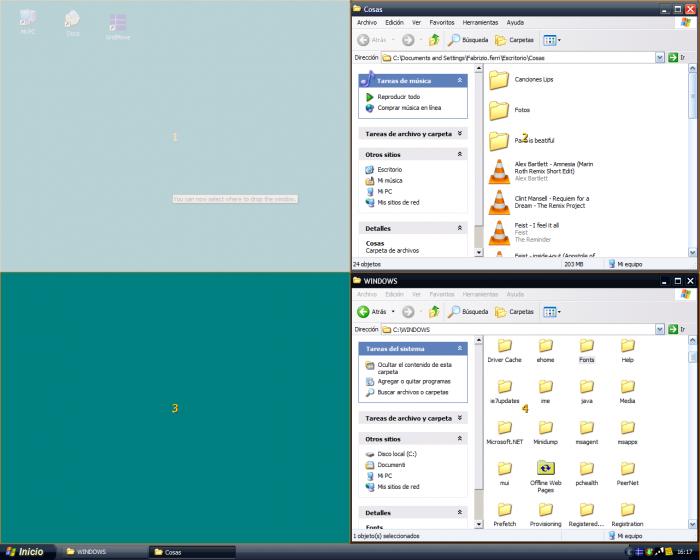 Mi PC
Docs
WinMove
1
You can now select where to drop the window.
3
Cosas
Archivo Edición Ver Favoritos Herramientas Ayuda
Atrás Búsqueda Carpetas
Dirección C:\Documents and Settings\Fabrizio.ferri\Escritorio\Cosas Ir
Tareas de música
Reproducir todo
Comprar música en línea
Tareas de archivo y carpeta
Otros sitios
Escritorio
Mi música
Mi PC
Mis sitios de red
Detalles
Cosas
Carpeta de archivos
Canciones Lips
Fotos
2
is beatiful
Alex Bartlett - Amnesia (Marin
Roth Remix Short Edit)
Alex Bartlett
Clint Mansell - Requiem for a
Dream - The Remix Project
Feist - I feel it all
Feist
The Reminder
24 objetos 203 MB Mi equipo
WINDOWS
Archivo Edición Ver Favoritos Herramientas Ayuda
Atrás Búsqueda Carpetas
Dirección C:\WINDOWS Ir
Tareas del sistema
Ocultar el contenido de esta
carpeta
Agregar o quitar programas
Buscar archivos o carpetas
Tareas de archivo y carpeta
Otros sitios
Disco local (C:)
Documenti
Mi PC
Mis sitios de red
Detalles
Fonts
Driver Cache ehome Fonts Help
ie7updates ime java Media
4
Microsoft.NET Minidump msagent msapps
mui Offline Web
Pages pchealth PeerNet
Prefetch Provisioning Registered... Registration
1 objeto(s) seleccionados Mi equipo
Inicio WINDOWS Cosas 16:17